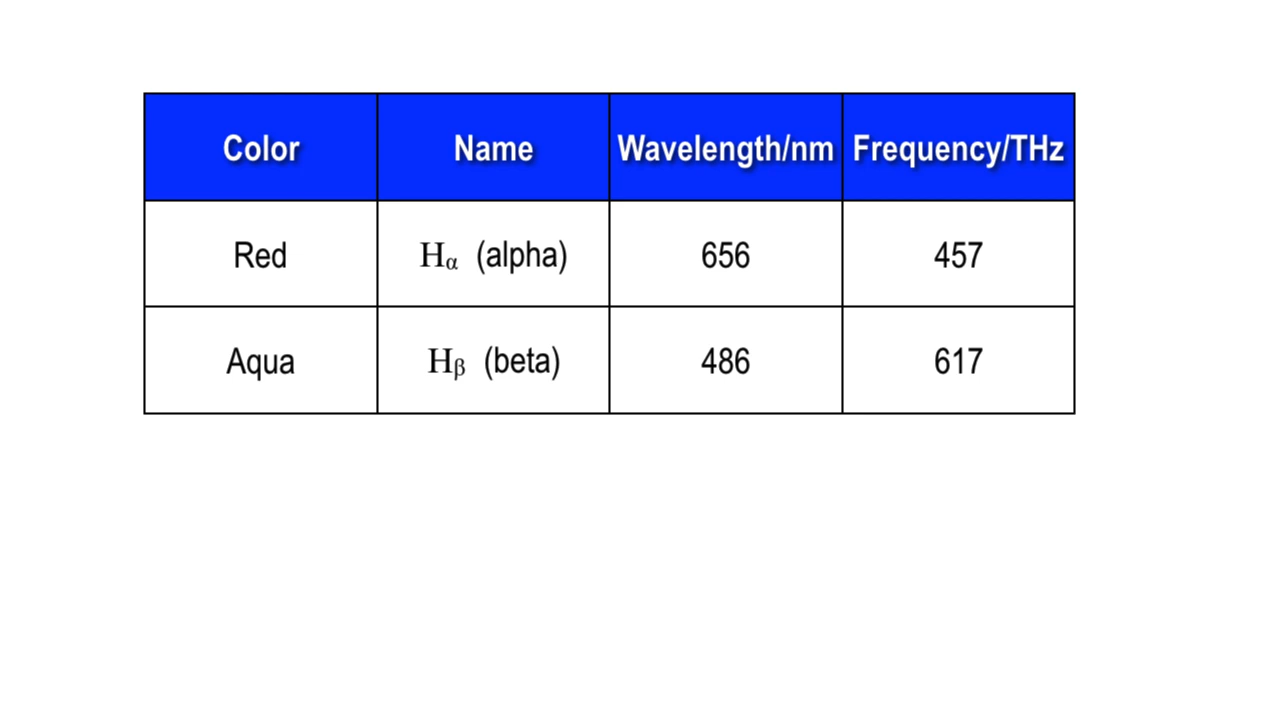 Color Name Wavelength/nm Frequency/THz
Red Hα (alpha) 656 457
Aqua Hβ (beta) 486 617